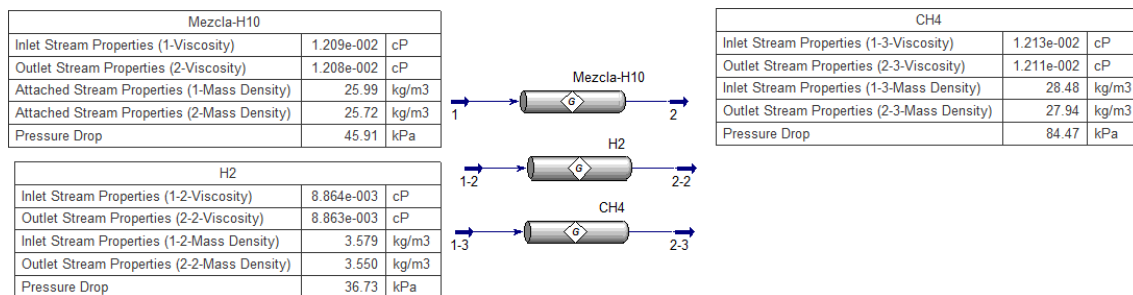 Mezcla-H10
Inlet Stream Properties (1-Viscosity) 1.209e-002 cP
Outlet Stream Properties (2-Viscosity) 1.208e-002 cP
Attached Stream Properties (1-Mass Density) 25.99 kg/m3
Attached Stream Properties (2-Mass Density) 25.72 kg/m3
Pressure Drop 45.91 kPa
H2
Inlet Stream Properties (1-2-Viscosity) 8.864e-003 cP
Outlet Stream Properties (2-2-Viscosity) 8.863e-003 cP
Inlet Stream Properties (1-2-Mass Density) 3.579 kg/m3
Outlet Stream Properties (2-2-Mass Density) 3.550 kg/m3
Pressure Drop 36.73 kPa
Mezcla-H10
1 G 2
H2
1-2 G 2-2
CH4
1-3 G 2-3
CH4
Inlet Stream Properties (1-3-Viscosity) 1.213e-002 cP
Outlet Stream Properties (2-3-Viscosity) 1.211e-002 cP
Inlet Stream Properties (1-3-Mass Density) 28.48 kg/m3
Outlet Stream Properties (2-3-Mass Density) 27.94 kg/m3
Pressure Drop 84.47 kPa